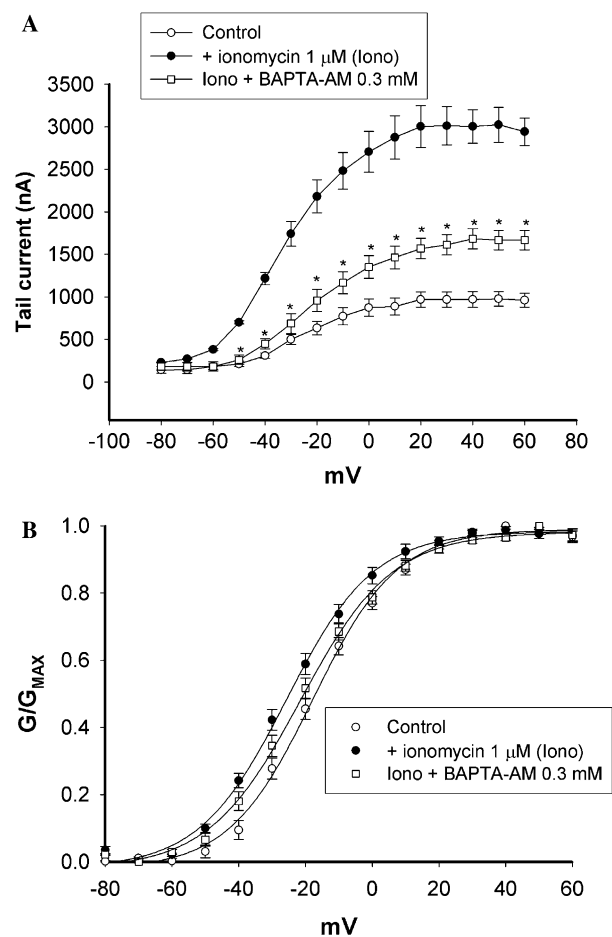 A
Control
+ ionomycin 1 µM (Iono)
Iono + BAPTA-AM 0.3 mM
Tail current (nA)
3500
3000
2500
2000
1500
1000
500
0
* * * * * * * * * * * *
-100 -80 -60 -40 -20 0 20 40 60 80
mV
B
G/GMAX
1.0
0.8
0.6
0.4
0.2
0.0
Control
+ ionomycin 1 µM (Iono)
Iono + BAPTA-AM 0.3 mM
-80 -60 -40 -20 0 20 40 60
mV